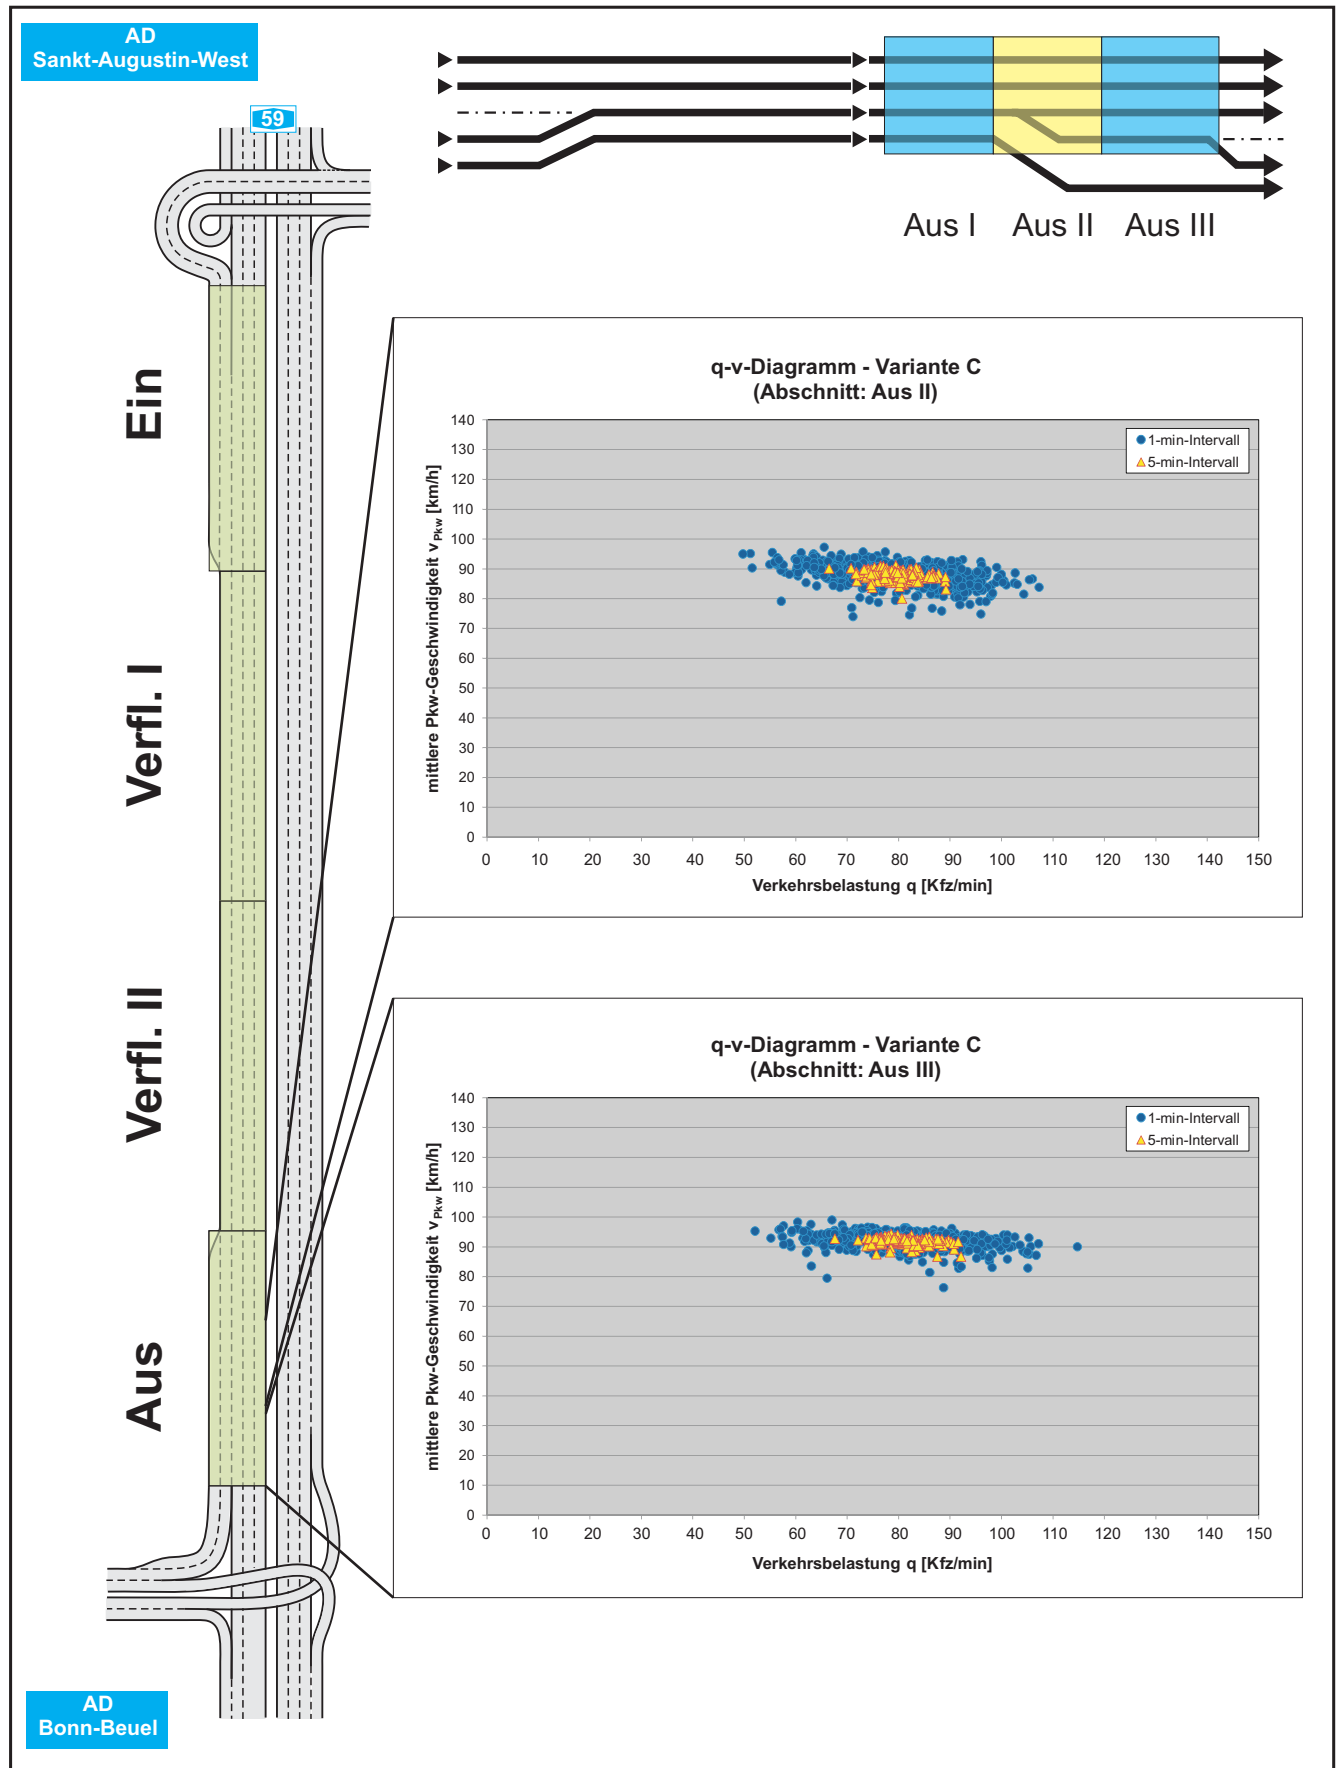 AD
Sankt-Augustin-West
59
Aus I Aus II Aus III
Ein
Verfl. I
Verfl. II
Aus
q-v-Diagramm - Variante C
(Abschnitt: Aus II)
mittlere Pkw-Geschwindigkeit vPkw [km/h]
140
130
120
110
100
90
80
70
60
50
40
30
20
10
0
1-min-Intervall
5-min-Intervall
0 10 20 30 40 50 60 70 80 90 100 110 120 130 140 150
Verkehrsbelastung q [Kfz/min]
q-v-Diagramm - Variante C
(Abschnitt: Aus III)
mittlere Pkw-Geschwindigkeit vPkw [km/h]
140
130
120
110
100
90
80
70
60
50
40
30
20
10
0
1-min-Intervall
5-min-Intervall
0 10 20 30 40 50 60 70 80 90 100 110 120 130 140 150
Verkehrsbelastung q [Kfz/min]
AD
Bonn-Beuel